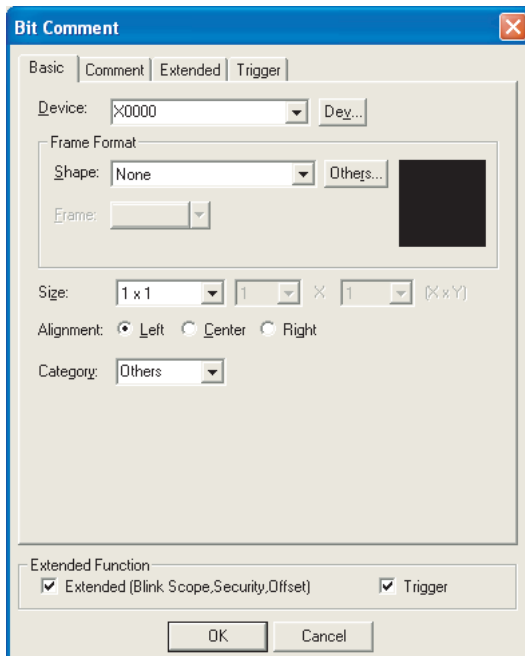 Bit Comment
Basic Comment Extended Trigger
Device: X0000 Dev...
Frame Format
Shape: None Others...
Frame:
Size: 1 x 1 1 X 1 (X x Y)
Alignment: Left Center Right
Category: Others
Extended Function
Extended (Blink Scope,Security,Offset) Trigger
OK Cancel